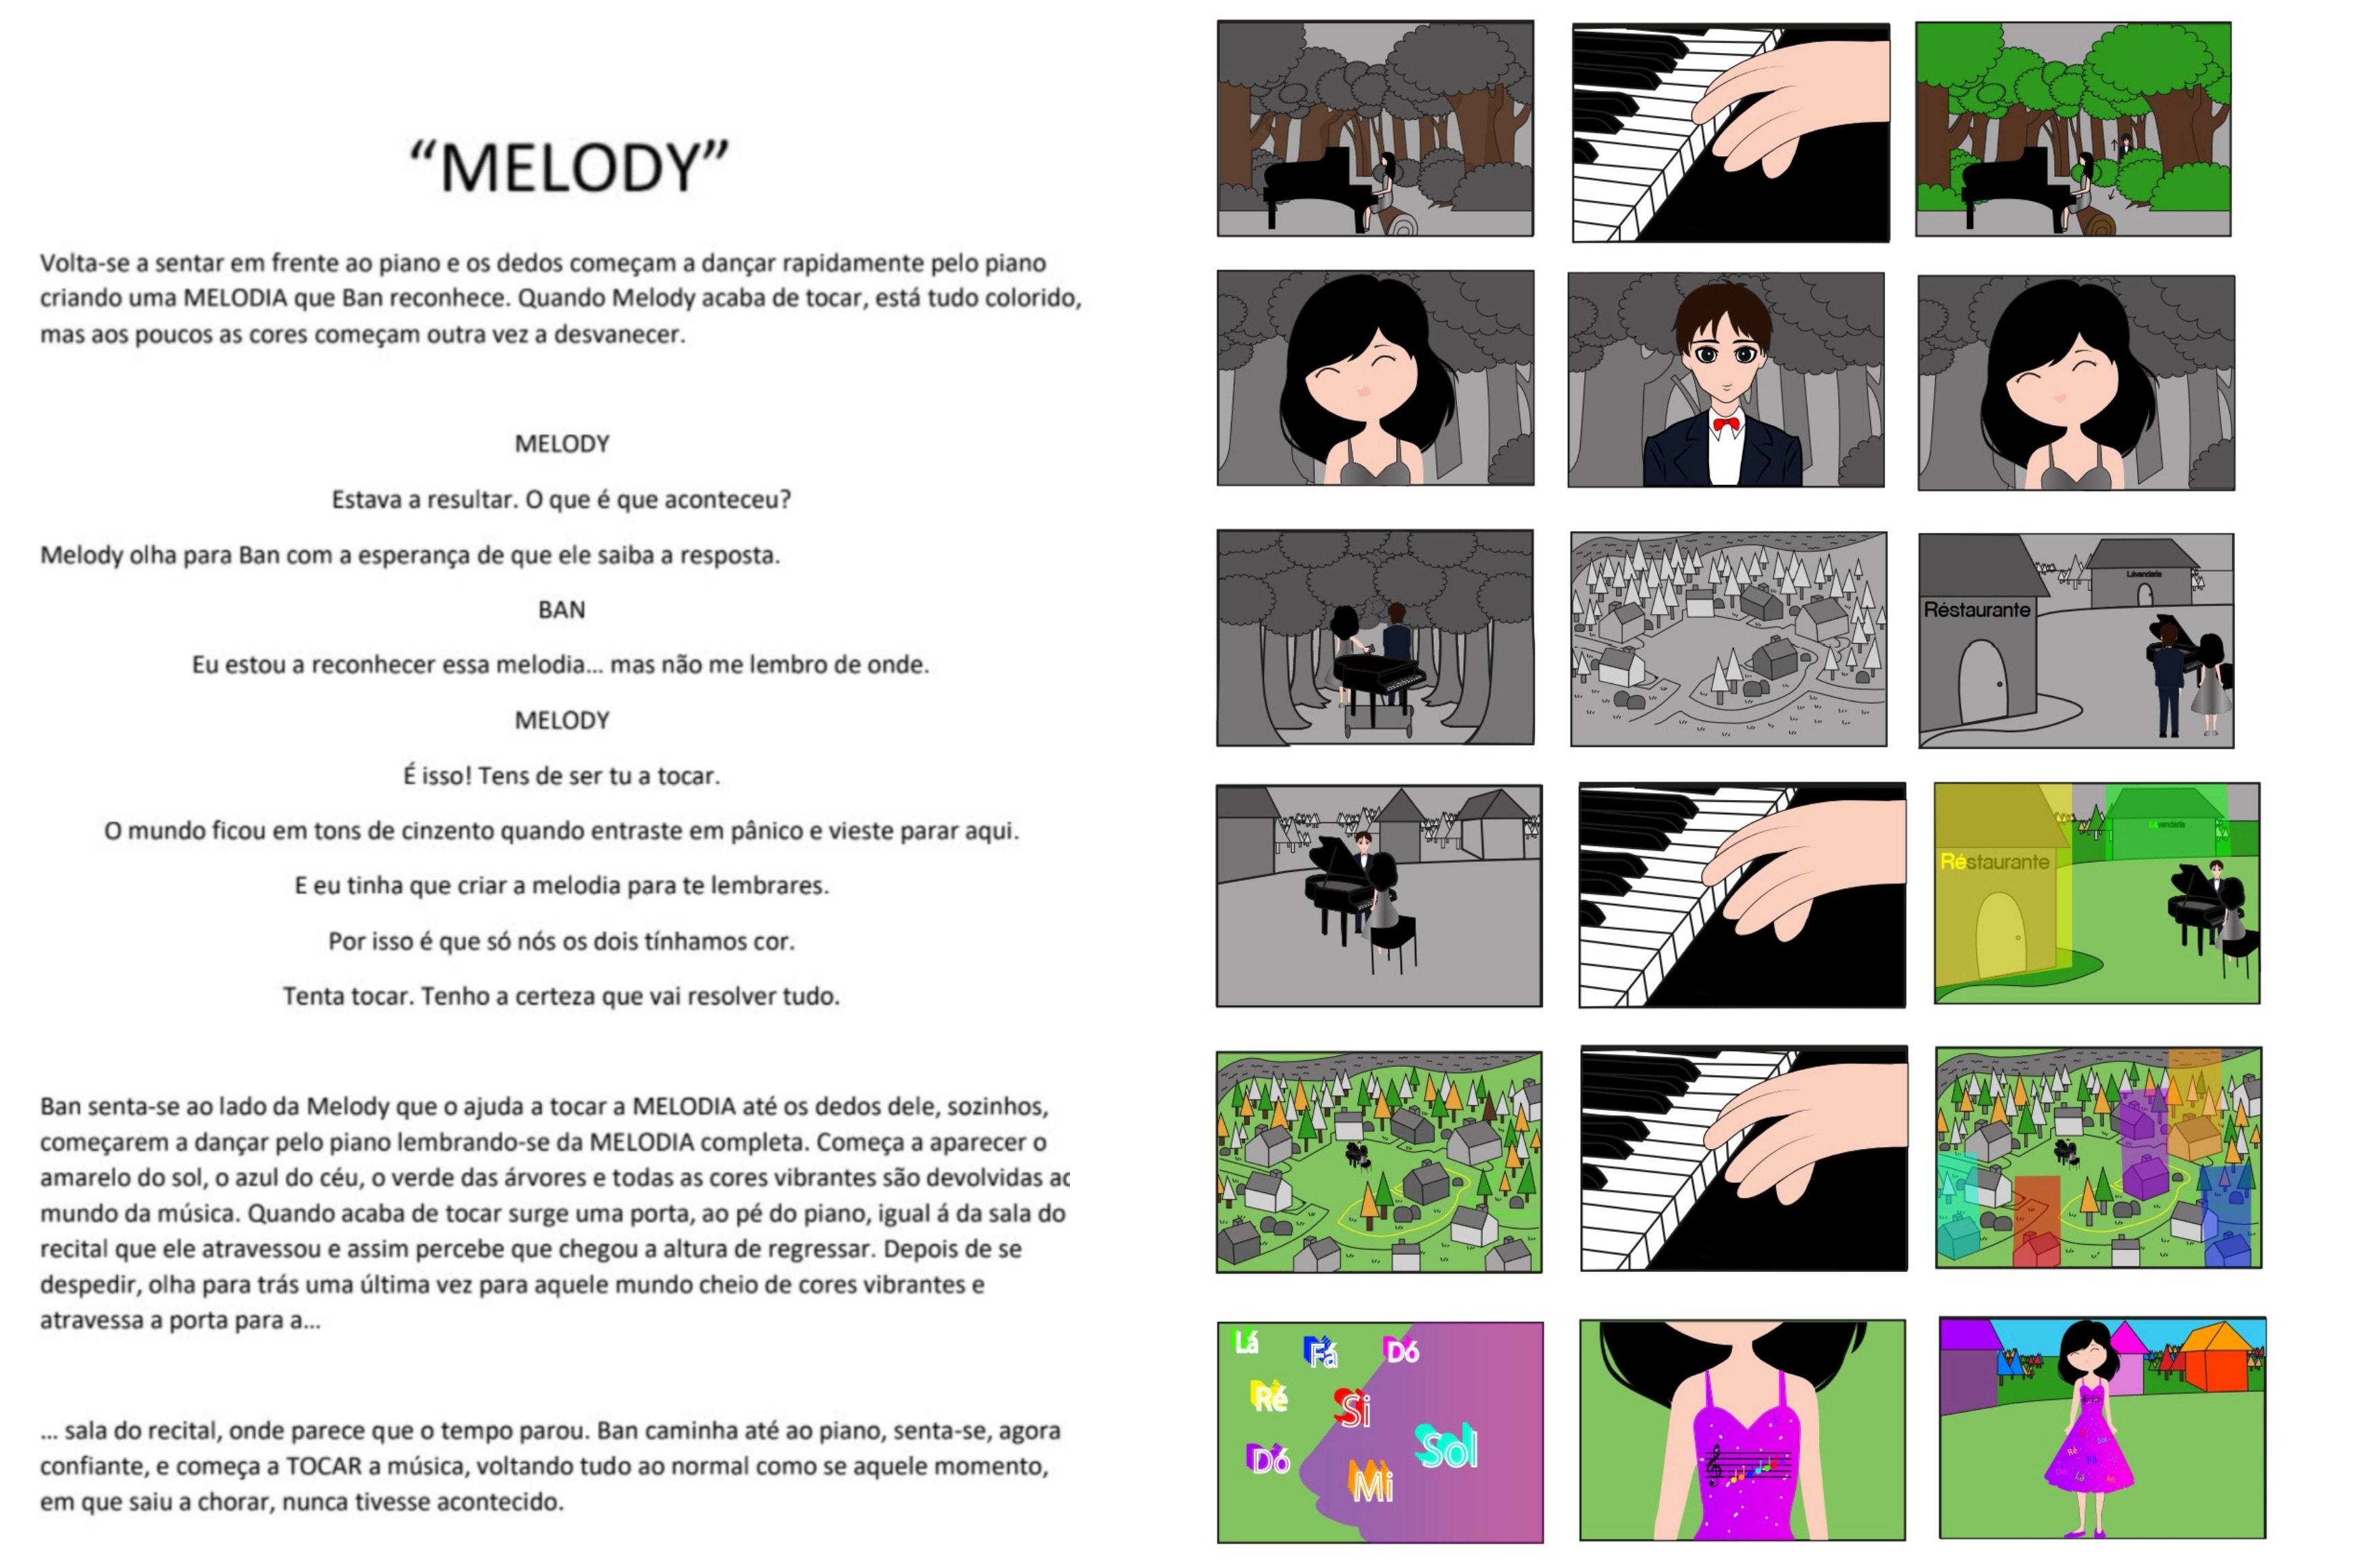 “MELODY”
Volta-se a sentar em frente ao piano e os dedos começam a dançar rapidamente pelo piano
criando uma MELODIA que Ban reconhece. Quando Melody acaba de tocar, está tudo colorido,
mas aos poucos as cores começam outra vez a desvanecer.
MELODY
Estava a resultar. O que é que aconteceu?
Melody olha para Ban com a esperança de que ele saiba a resposta.
BAN
Eu estou a reconhecer essa melodia... mas não me lembro de onde.
MELODY
É isso! Tens de ser tu a tocar.
O mundo ficou em tons de cinzento quando entraste em pânico e vieste parar aqui.
E eu tinha que criar a melodia para te lembrares.
Por isso é que só nós os dois tínhamos cor.
Tenta tocar. Tenho a certeza que vai resolver tudo.
Ban senta-se ao lado da Melody que o ajuda a tocar a MELODIA até os dedos dele, sozinhos,
começarem a dançar pelo piano lembrando-se da MELODIA completa. Começa a aparecer o
amarelo do sol, o azul do céu, o verde das árvores e todas as cores vibrantes são devolvidas ao
mundo da música. Quando acaba de tocar surge uma porta, ao pé do piano, igual á da sala do
recital que ele atravessou e assim percebe que chegou a altura de regressar. Depois de se
despedir, olha para trás uma última vez para aquele mundo cheio de cores vibrantes e
atravessa a porta para a...
... sala do recital, onde parece que o tempo parou. Ban caminha até ao piano, senta-se, agora
confiante, e começa a TOCAR a música, voltando tudo ao normal como se aquele momento,
em que saiu a chorar, nunca tivesse acontecido.
Lávandaria
Réstaurante
Lávandaria
Réstaurante
Lá Fá Dó
Ré Si
Sol
Dó Mi
Ré Sol
Fá
Dó Lá Mi